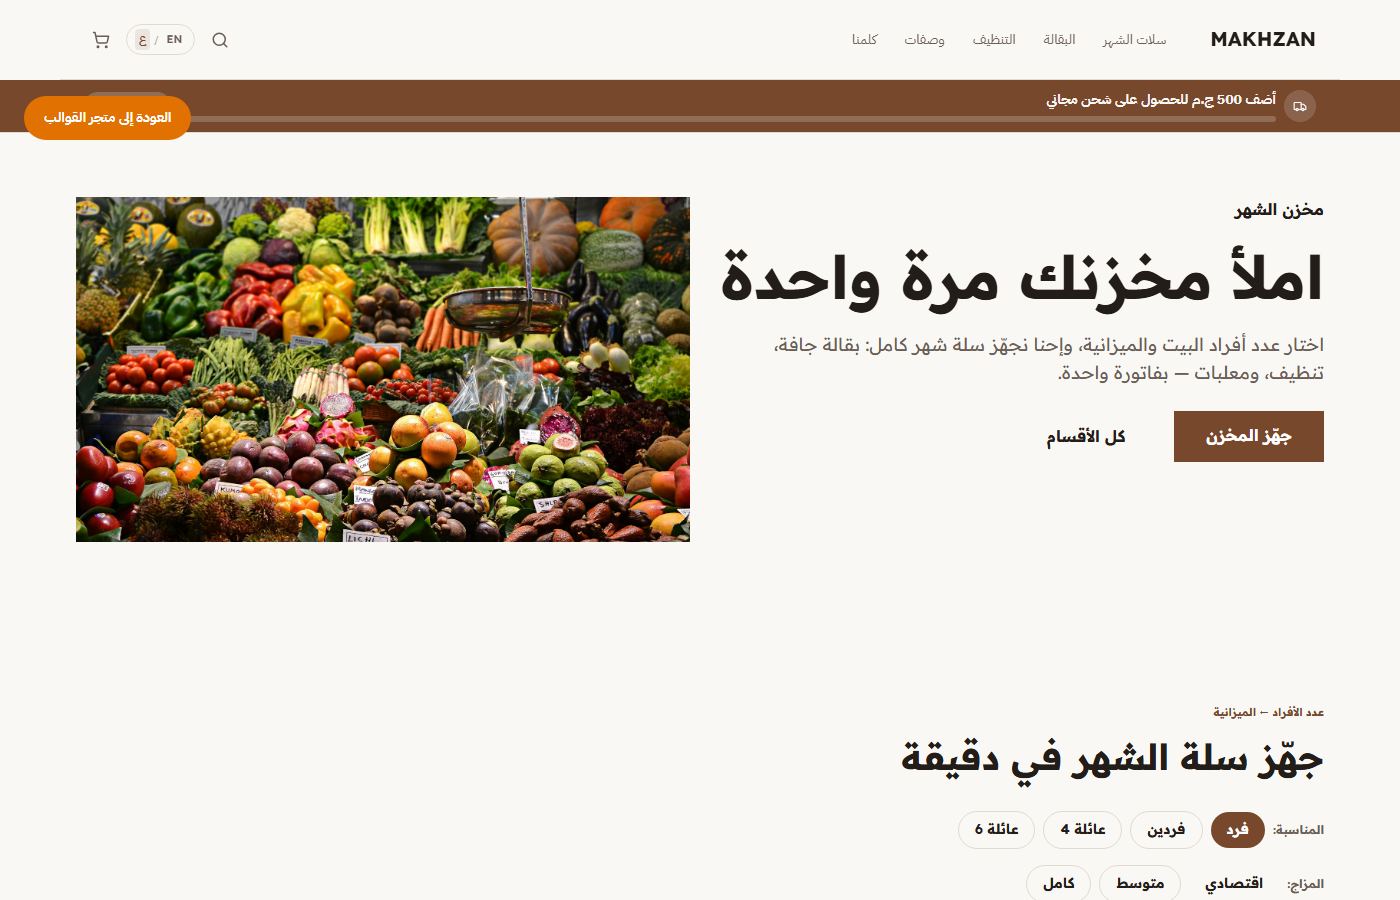 MAKHZAN
سلات الشهر
البقالة
التنظيف
وصفات
كلمنا
EN / ع
أضف 500 ج.م للحصول على شحن مجاني
العودة إلى متجر القوالب
مخزن الشهر
املأ مخزنك مرة واحدة
اختار عدد أفراد البيت والميزانية، وإحنا نجهّز سلة شهر كامل: بقالة جافة،
تنظيف، ومعلبات — بفاتورة واحدة.
جهّز المخزن
كل الأقسام
عدد الأفراد ← الميزانية
جهّز سلة الشهر في دقيقة
المناسبة: فرد فردين عائلة 4 عائلة 6
المزاج: اقتصادي متوسط كامل